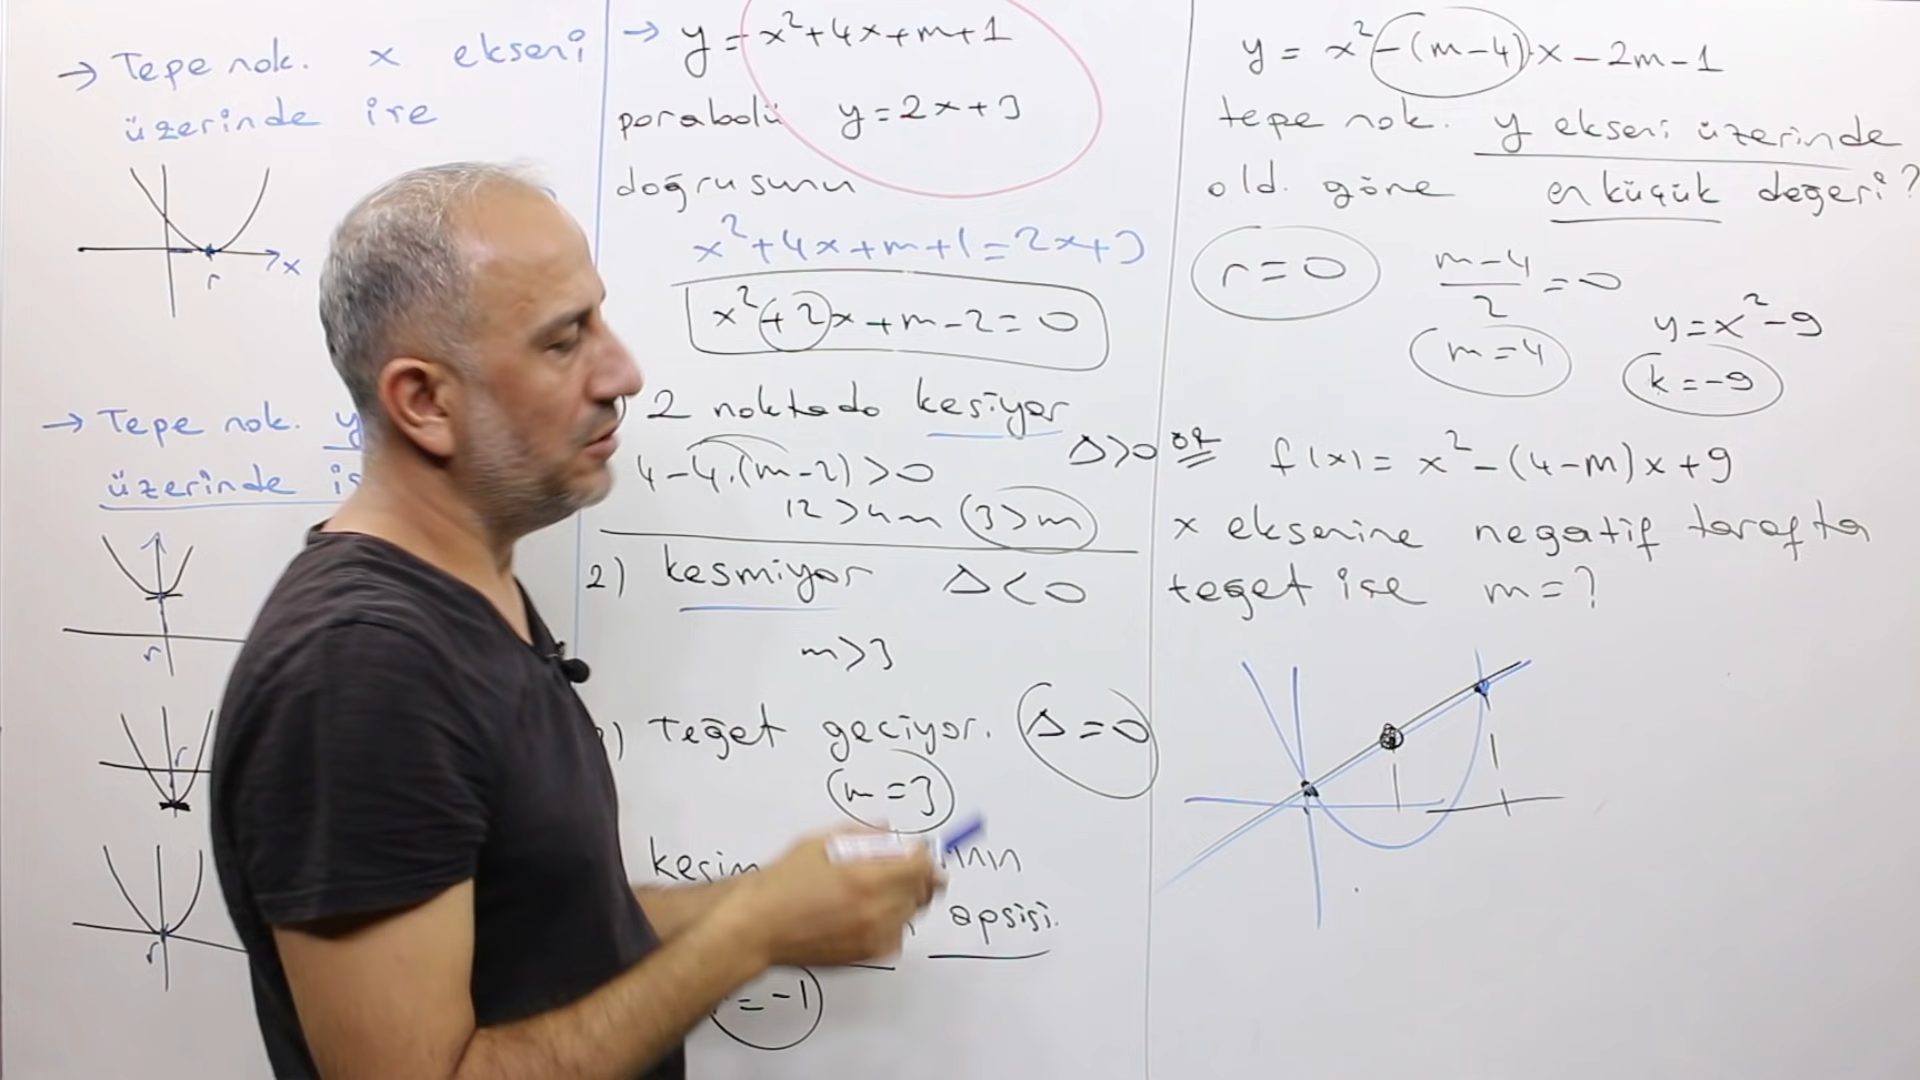 → Tepe nok. x ekseni
üzerinde ise
x
r
→ Tepe nok. y
üzerinde
r
r
r
→ y = x²+4x+m+1
parabolü y=2x+3
doğrusunu
x²+4x+m+1=2x+3
x²+2x+m-2=0
2 noktada kesiyor
Δ>0
4-4.(m-2)>0
12>4m 3>m
2) kesmiyor Δ<0
m>3
) Teğet geçiyor. Δ=0
m=3
apsisi.
=-1
y = x²-(m-4).x-2m-1
tepe nok. y ekseni üzerinde
old. göre en küçük değeri?
r=0
m-4
2
=0
m=4
y=x²-9
k=-9
ör f(x)= x²-(4-m)x+9
x eksenine negatif tarafta
teğet ise m=?